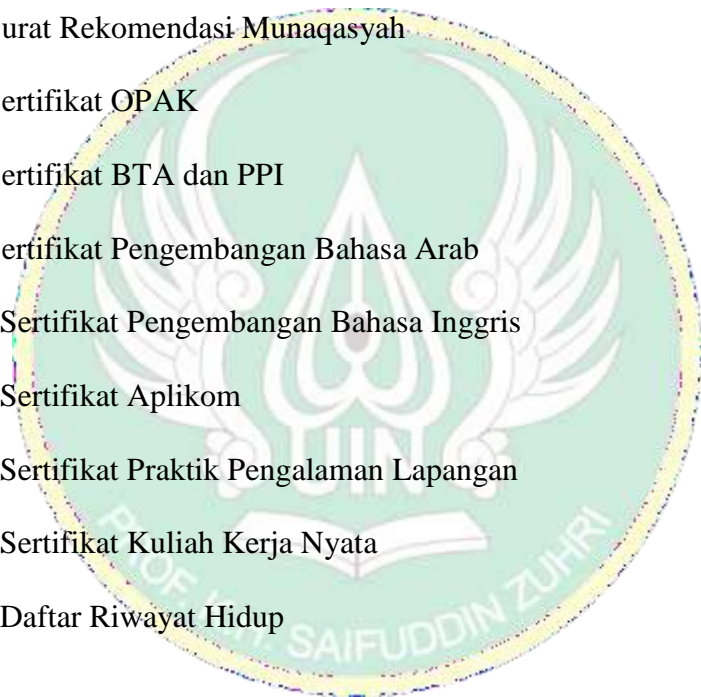 urat Rekomendasi Munaqasyah
ertifikat OPAK
ertifikat BTA dan PPI
ertifikat Pengembangan Bahasa Arab
Sertifikat Pengembangan Bahasa Inggris
Sertifikat Aplikom
Sertifikat Praktik Pengalaman Lapangan
UIN
Sertifikat Kuliah Kerja Nyata
Daftar Riwayat Hidup
PROF. K.H. SAIFUDDIN ZUHRI